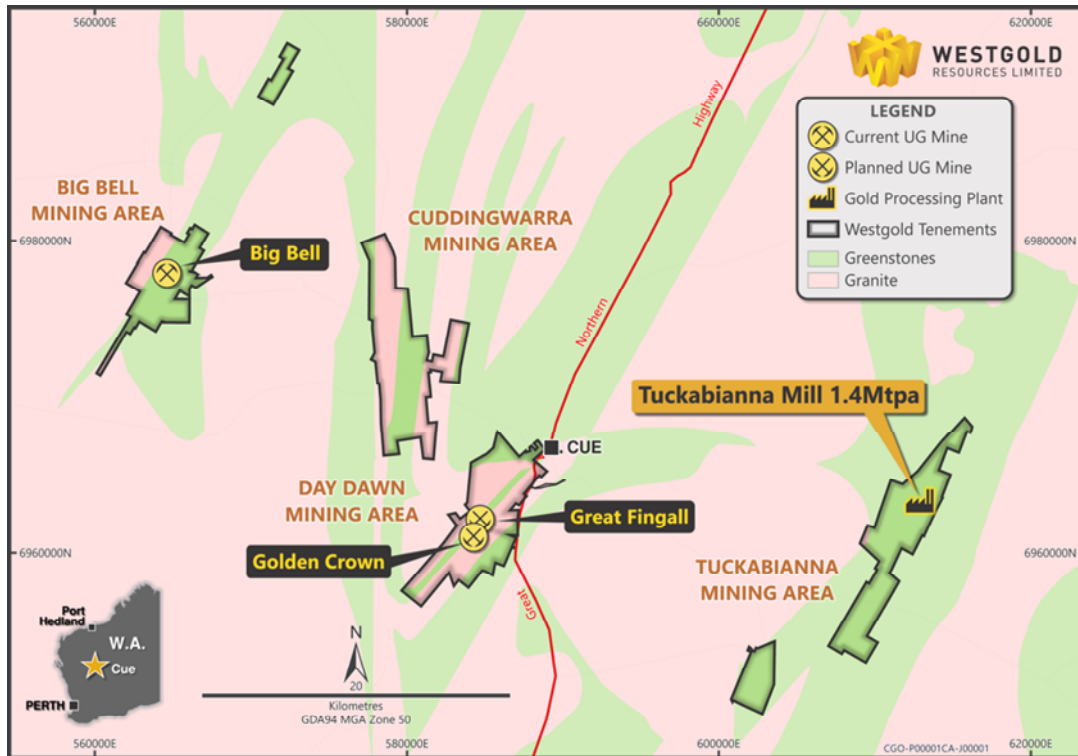 560000E
580000E
600000E
620000E
WESTGOLD
RESOURCES LIMITED
LEGEND
Current UG Mine
Planned UG Mine
Gold Processing Plant
Westgold Tenements
Greenstones
Granite
Highway
BIG BELL
MINING AREA
CUDDINGWARRA
MINING AREA
6980000N
6980000N
Big Bell
Northern
Tuckabianna Mill 1.4Mtpa
CUE
DAY DAWN
MINING AREA
Great Fingall
Golden Crown
6960000N
6960000N
TUCKABIANNA
MINING AREA
Great
Port
Hedland
W.A.
Cue
PERTH
N
20
Kilometres
GDA94 MGA Zone 50
560000E
580000E
600000E
620000E
CGO-P00001CA-J00001